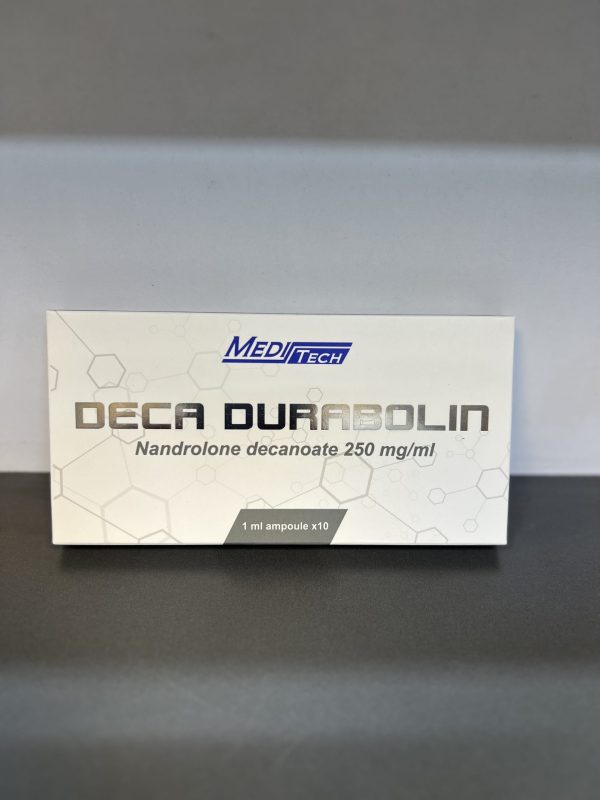 MEDITECH
DECA DURABOLIN
Nandrolone decanoate 250 mg/ml
1 ml ampoule x10